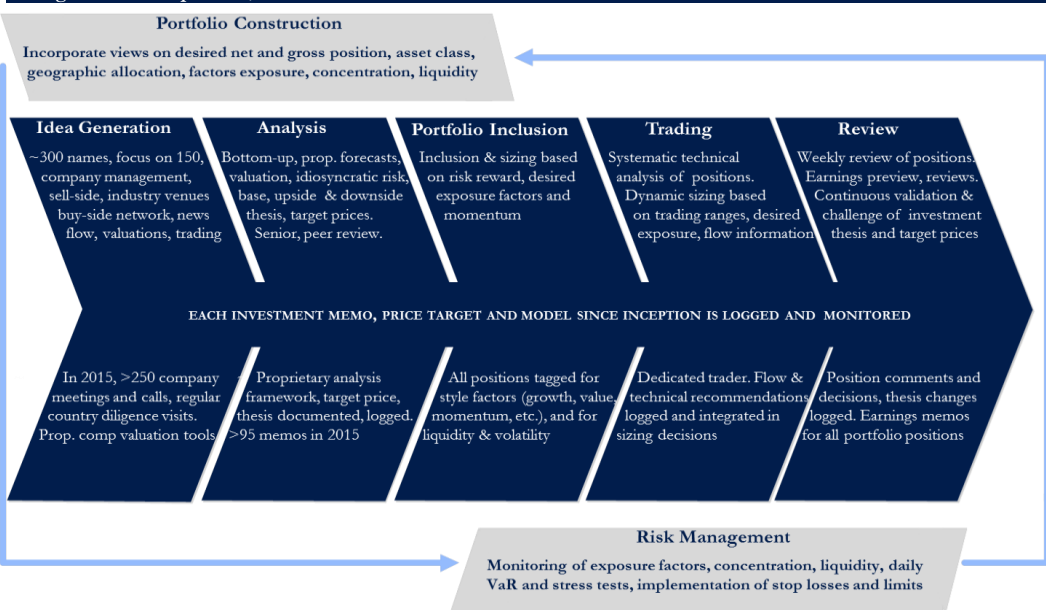 Portfolio Construction
Incorporate views on desired net and gross position, asset class,
geographic allocation, factors exposure, concentration, liquidity
Idea Generation
~300 names, focus on 150,
company management,
sell-side, industry venues
buy-side network, news
flow, valuations, trading
Analysis
Bottom-up, prop. forecasts,
valuation, idiosyncratic risk,
base, upside & downside
thesis, target prices.
Senior, peer review.
Portfolio Inclusion
Inclusion & sizing based
on risk reward, desired
exposure factors and
momentum
Trading
Systematic technical
analysis of positions.
Dynamic sizing based
on trading ranges, desired
exposure, flow information
Review
Weekly review of positions.
Earnings preview, reviews.
Continuous validation &
challenge of investment
thesis and target prices
EACH INVESTMENT MEMO, PRICE TARGET AND MODEL SINCE INCEPTION IS LOGGED AND MONITORED
In 2015, >250 company
meetings and calls, regular
country diligence visits.
Prop. comp valuation tools
Proprietary analysis
framework, target price,
thesis documented, logged.
>95 memos in 2015
All positions tagged for
style factors (growth, value,
momentum, etc.), and for
liquidity & volatility
Dedicated trader. Flow &
technical recommendations
logged and integrated in
sizing decisions
Position comments and
decisions, thesis changes
logged. Earnings memos
for all portfolio positions
Risk Management
Monitoring of exposure factors, concentration, liquidity, daily
VaR and stress tests, implementation of stop losses and limits